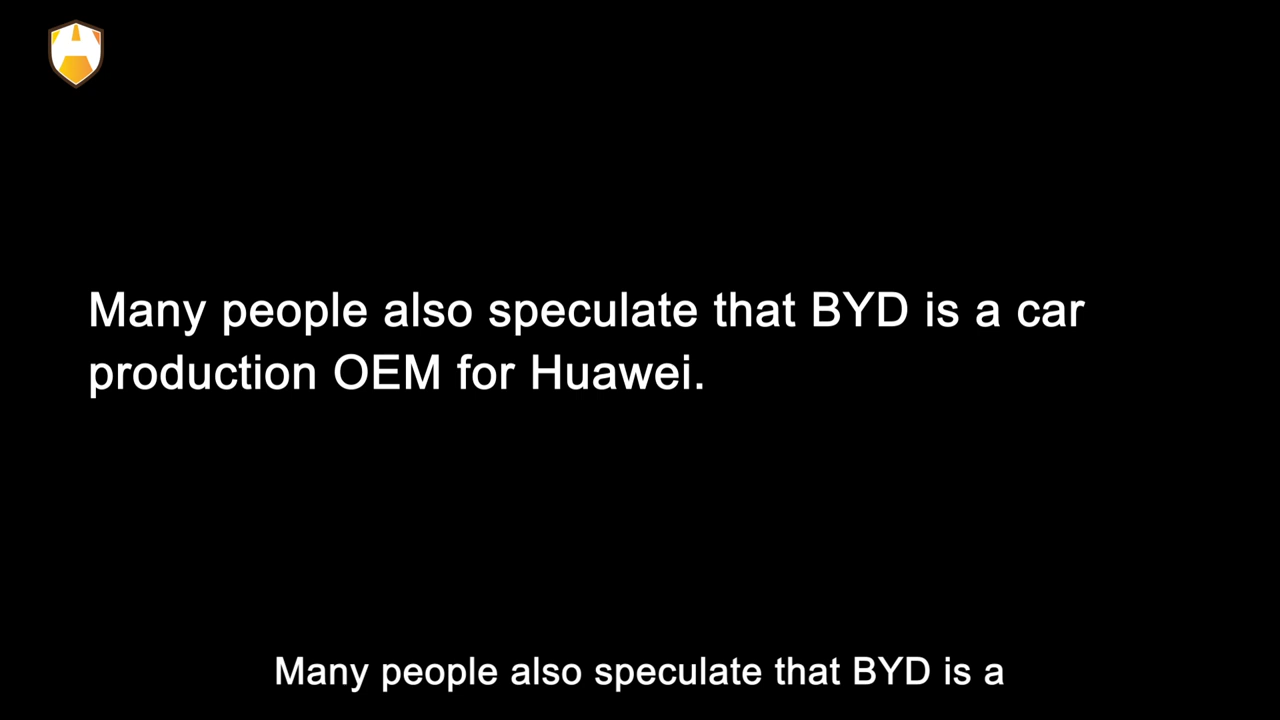 Many people also speculate that BYD is a car
production OEM for Huawei.
Many people also speculate that BYD is a